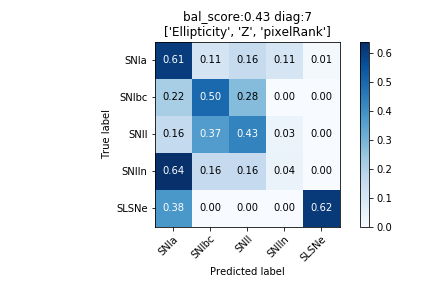 bal_score:0.43 diag:7
['Ellipticity', 'Z', 'pixelRank']
True label
SNIa 0.61 0.11 0.16 0.11 0.01
SNIbc 0.22 0.50 0.28 0.00 0.00
SNII 0.16 0.37 0.43 0.03 0.00
SNIIn 0.64 0.16 0.16 0.04 0.00
SLSNe 0.38 0.00 0.00 0.00 0.62
SNIa SNIbc SNII SNIIn SLSNe
Predicted label
0.6
0.5
0.4
0.3
0.2
0.1
0.0